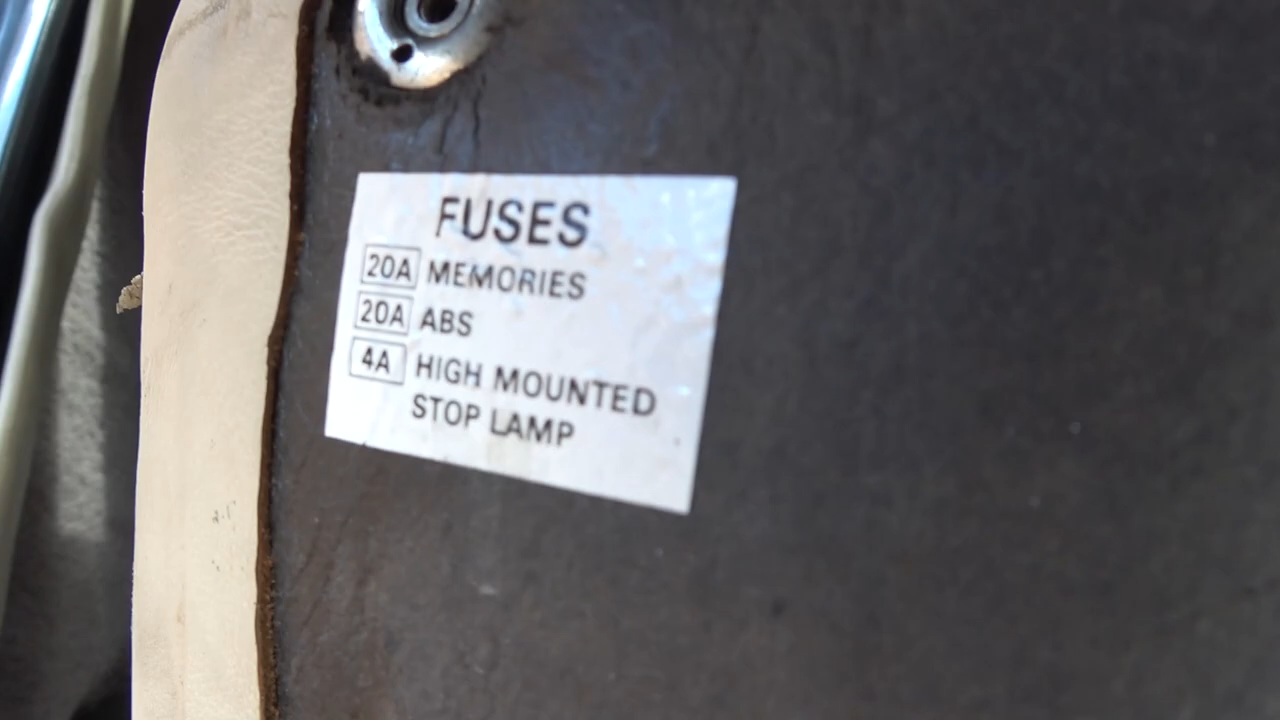 FUSES
20A MEMORIES
20A ABS
4A HIGH MOUNTED
STOP LAMP